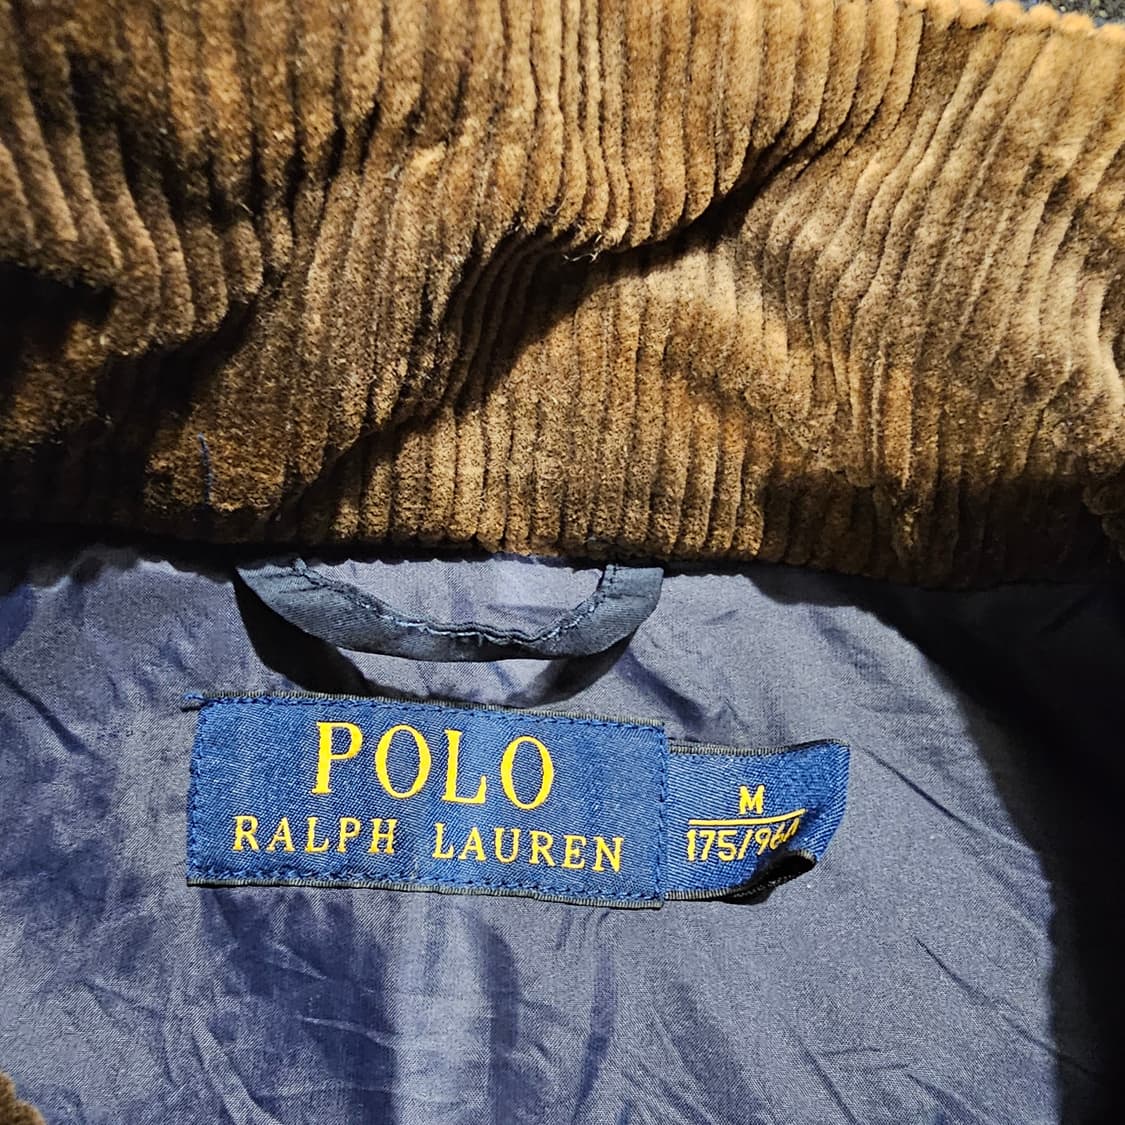 POLO
RALPH LAUREN
M
175/96A